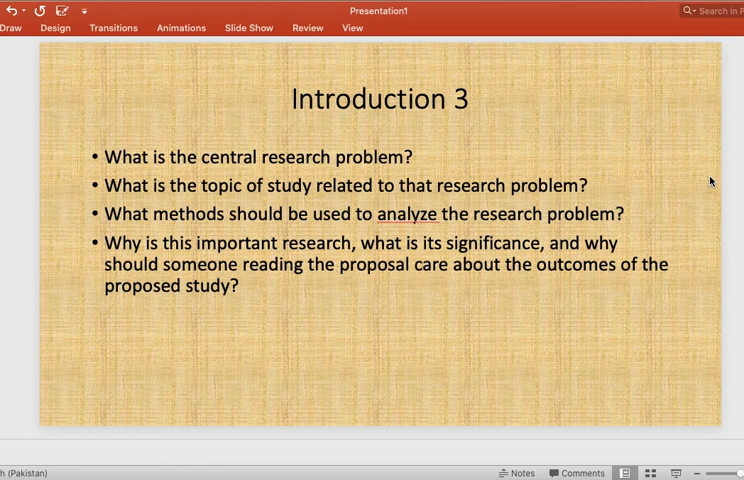 Presentation1
Search in P
Draw Design Transitions Animations Slide Show Review View
Introduction 3
• What is the central research problem?
• What is the topic of study related to that research problem?
• What methods should be used to analyze the research problem?
• Why is this important research, what is its significance, and why
should someone reading the proposal care about the outcomes of the
proposed study?
h (Pakistan)
Notes Comments